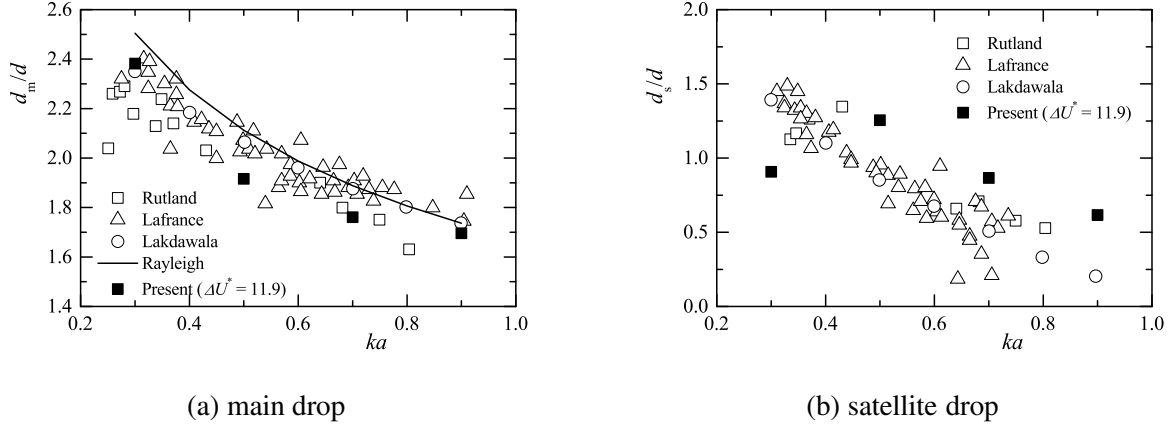 2.6
2.4
2.2
2.0
1.8
1.6
1.4
d_m/d
Rutland
Lafrance
Lakdawala
Rayleigh
Present (ΔU* = 11.9)
0.2 0.4 0.6 0.8 1.0
ka
(a) main drop
2.0
1.5
1.0
0.5
0.0
d_s/d
Rutland
Lafrance
Lakdawala
Present (ΔU* = 11.9)
0.2 0.4 0.6 0.8 1.0
ka
(b) satellite drop